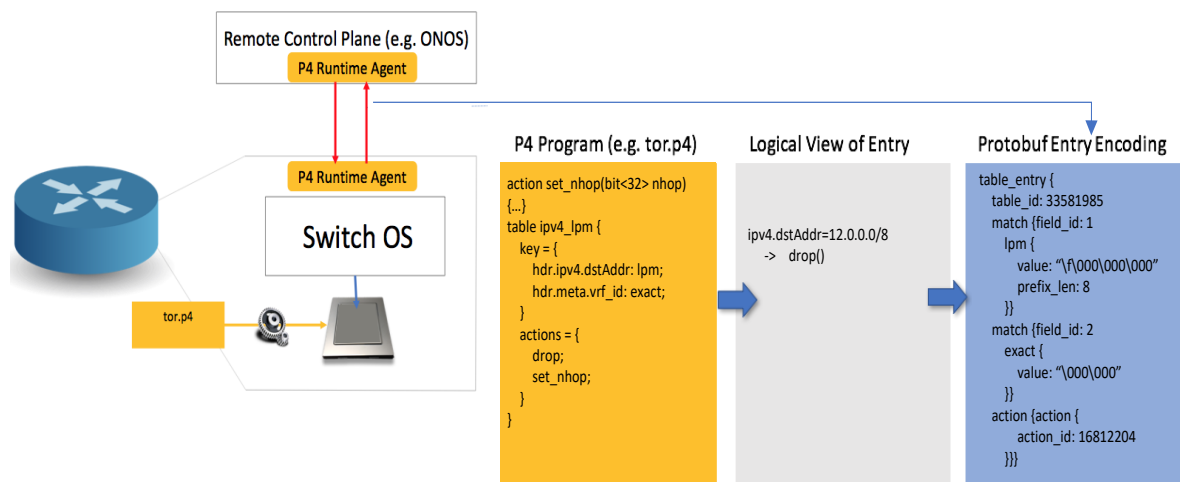 Remote Control Plane (e.g. ONOS)
P4 Runtime Agent
P4 Runtime Agent
Switch OS
tor.p4
P4 Program (e.g. tor.p4)
action set_nhop(bit<32> nhop)
{...}
table ipv4_lpm {
key = {
hdr.ipv4.dstAddr: lpm;
hdr.meta.vrf_id: exact;
}
actions = {
drop;
set_nhop;
}
}
Logical View of Entry
ipv4.dstAddr=12.0.0.0/8
-> drop()
Protobuf Entry Encoding
table_entry {
table_id: 33581985
match {field_id: 1
lpm {
value: “\f\000\000\000”
prefix_len: 8
}}
match {field_id: 2
exact {
value: “\000\000”
}}
action {action {
action_id: 16812204
}}}